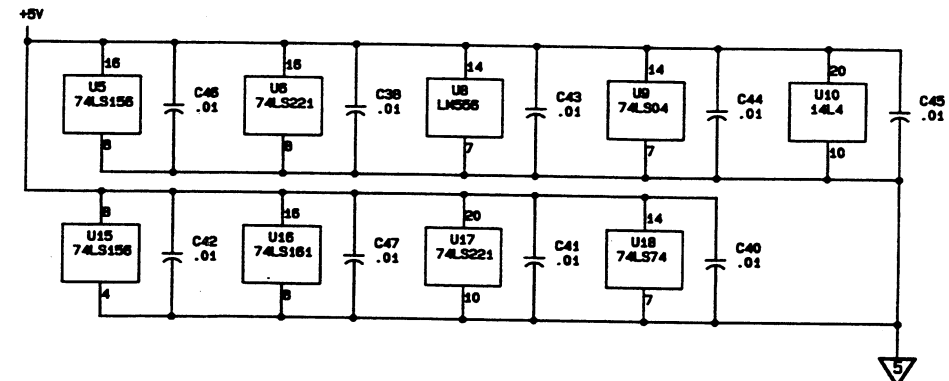 +5V
16
16
14
14
20
U5
74LS156
C46
.01
U6
74LS221
C38
.01
U8
LM556
C43
.01
U9
74LS04
C44
.01
U10
14L4
C45
.01
8
8
7
7
10
8
16
20
14
U15
74LS156
C42
.01
U16
74LS161
C47
.01
U17
74LS221
C41
.01
U18
74LS74
C40
.01
4
8
10
7
5